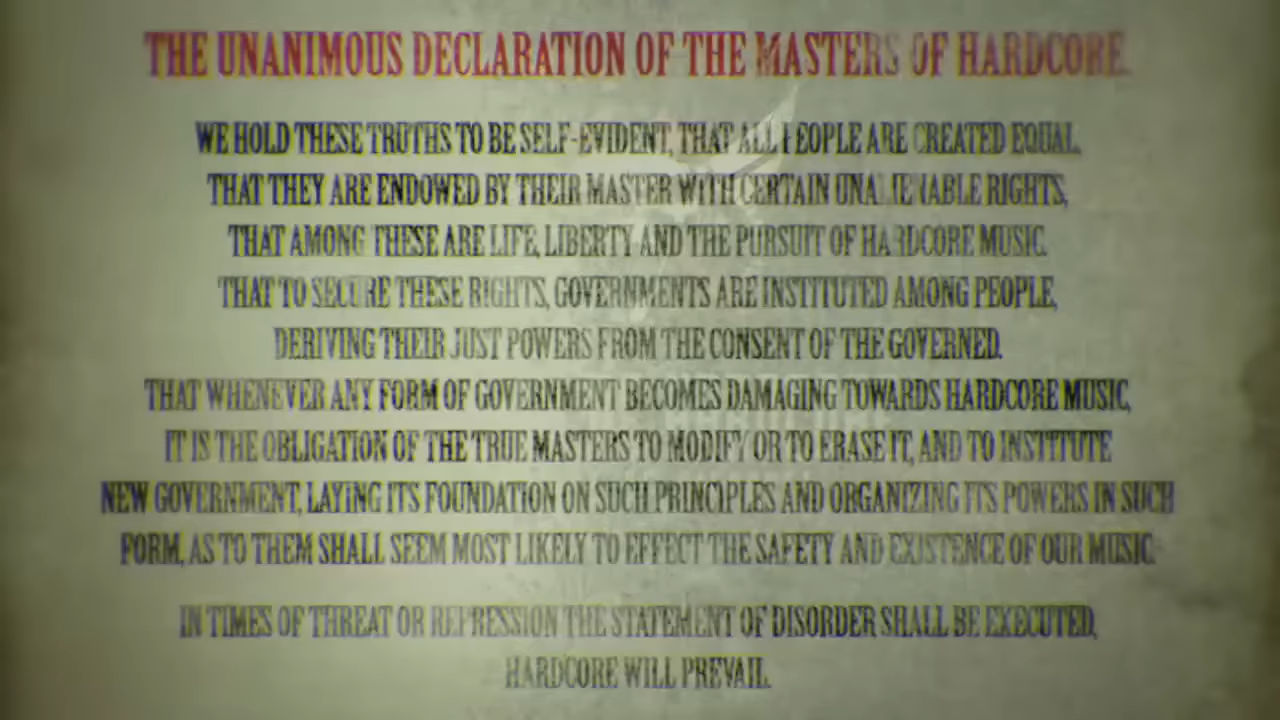 THE UNANIMOUS DECLARATION OF THE MASTERS OF HARDCORE.
WE HOLD THESE TRUTHS TO BE SELF-EVIDENT, THAT ALL PEOPLE ARE CREATED EQUAL,
THAT THEY ARE ENDOWED BY THEIR MASTER WITH CERTAIN UNALIENABLE RIGHTS,
THAT AMONG THESE ARE LIFE, LIBERTY AND THE PURSUIT OF HARDCORE MUSIC.
THAT TO SECURE THESE RIGHTS, GOVERNMENTS ARE INSTITUTED AMONG PEOPLE,
DERIVING THEIR JUST POWERS FROM THE CONSENT OF THE GOVERNED.
THAT WHENEVER ANY FORM OF GOVERNMENT BECOMES DAMAGING TOWARDS HARDCORE MUSIC,
IT IS THE OBLIGATION OF THE TRUE MASTERS TO MODIFY OR TO ERASE IT, AND TO INSTITUTE
NEW GOVERNMENT, LAYING ITS FOUNDATION ON SUCH PRINCIPLES AND ORGANIZING ITS POWERS IN SUCH
FORM, AS TO THEM SHALL SEEM MOST LIKELY TO EFFECT THE SAFETY AND EXISTENCE OF OUR MUSIC.
IN TIMES OF THREAT OR REPRESSION THE STATEMENT OF DISORDER SHALL BE EXECUTED,
HARDCORE WILL PREVAIL.